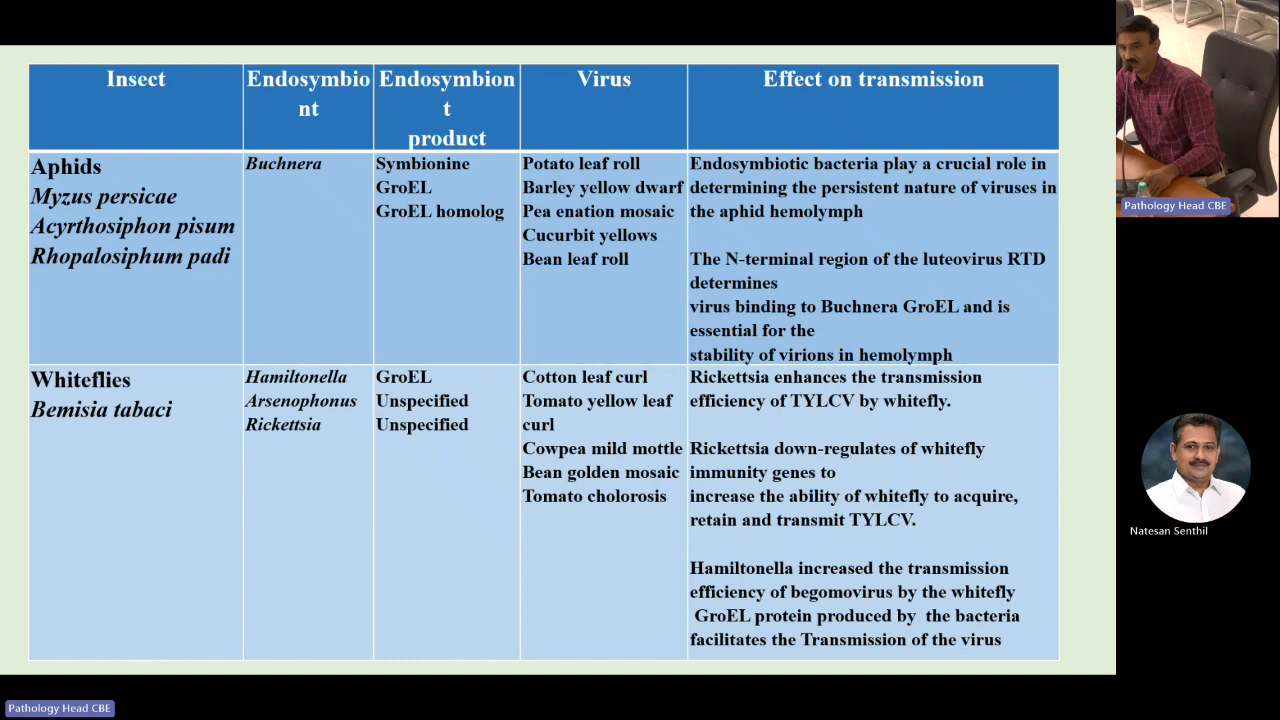 Insect
Endosymbio
nt
Endosymbion
t
product
Virus
Effect on transmission
Aphids
Myzus persicae
Acyrthosiphon pisum
Rhopalosiphum padi
Buchnera
Symbionine
GroEL
GroEL homolog
Potato leaf roll
Barley yellow dwarf
Pea enation mosaic
Cucurbit yellows
Bean leaf roll
Endosymbiotic bacteria play a crucial role in
determining the persistent nature of viruses in
the aphid hemolymph
The N-terminal region of the luteovirus RTD
determines
virus binding to Buchnera GroEL and is
essential for the
stability of virions in hemolymph
Whiteflies
Bemisia tabaci
Hamiltonella
Arsenophonus
Rickettsia
GroEL
Unspecified
Unspecified
Cotton leaf curl
Tomato yellow leaf
curl
Cowpea mild mottle
Bean golden mosaic
Tomato cholorosis
Rickettsia enhances the transmission
efficiency of TYLCV by whitefly.
Rickettsia down-regulates of whitefly
immunity genes to
increase the ability of whitefly to acquire,
retain and transmit TYLCV.
Hamiltonella increased the transmission
efficiency of begomovirus by the whitefly
GroEL protein produced by the bacteria
facilitates the Transmission of the virus
Pathology Head CBE
Natesan Senthil
Pathology Head CBE